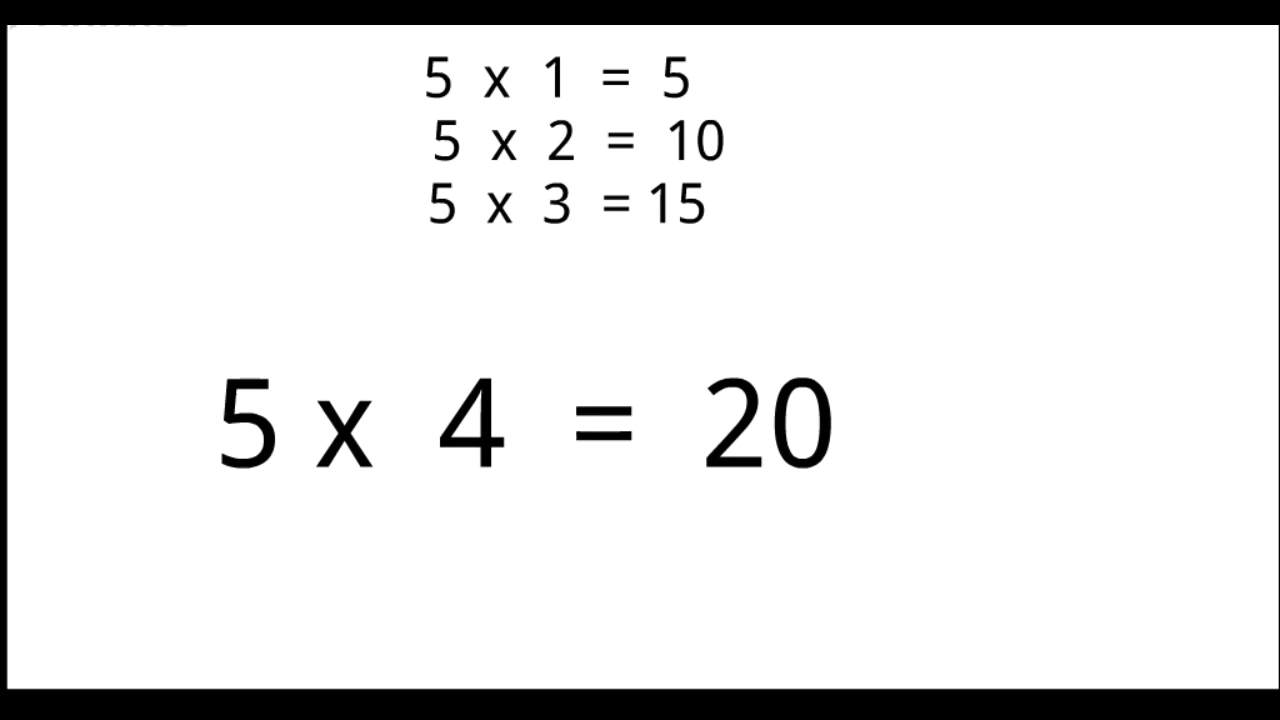 5 x 1 = 5
5 x 2 = 10
5 x 3 = 15
5 x 4 = 20